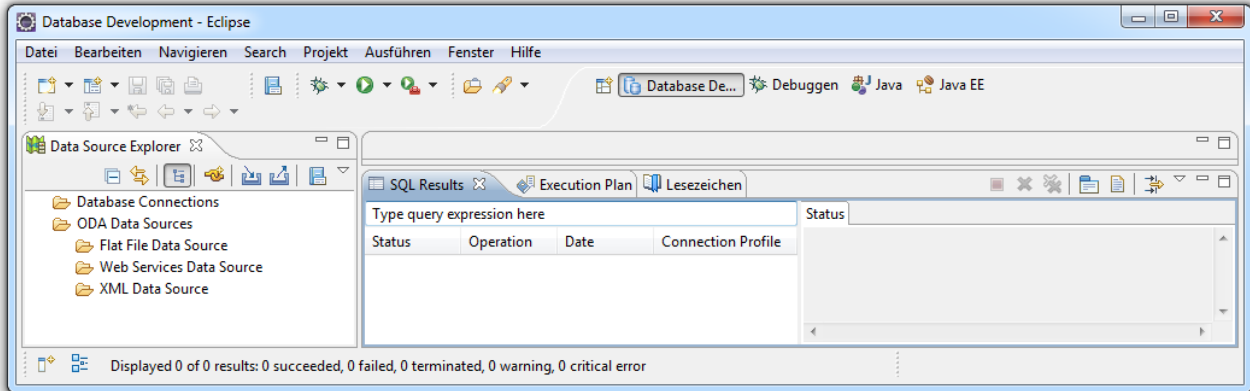 Database Development - Eclipse
Datei Bearbeiten Navigieren Search Projekt Ausführen Fenster Hilfe
Database De... Debuggen Java Java EE
Data Source Explorer
Database Connections
ODA Data Sources
Flat File Data Source
Web Services Data Source
XML Data Source
SQL Results Execution Plan Lesezeichen
Type query expression here
Status Operation Date Connection Profile
Status
Displayed 0 of 0 results: 0 succeeded, 0 failed, 0 terminated, 0 warning, 0 critical error